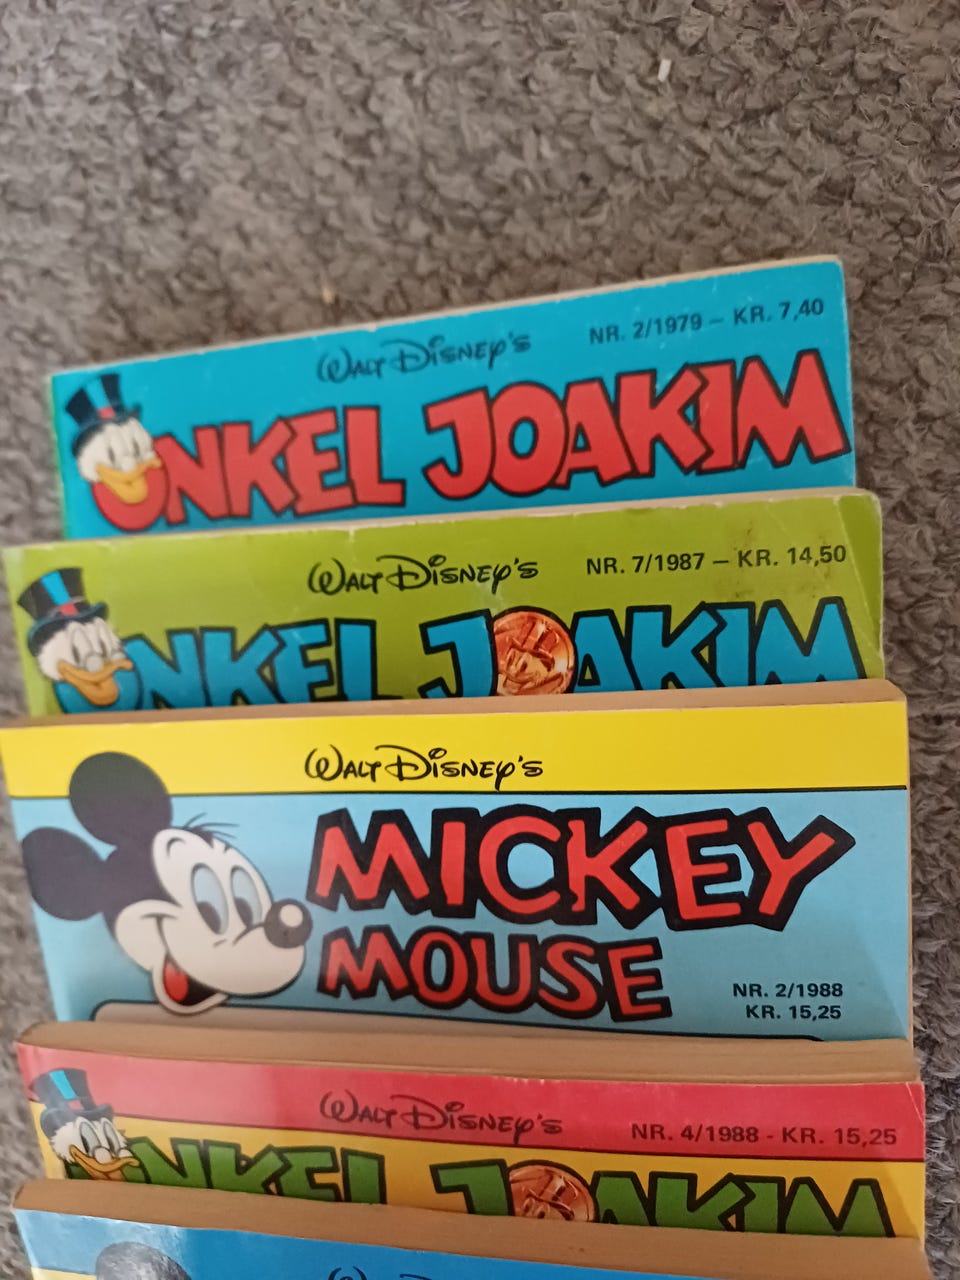 WALT DISNEY'S
NR. 2/1979 – KR. 7,40
ONKEL JOAKIM
WALT DISNEY'S
NR. 7/1987 – KR. 14,50
ONKEL JOAKIM
WALT DISNEY'S
MICKEY
MOUSE
NR. 2/1988
KR. 15,25
WALT DISNEY'S
NR. 4/1988 - KR. 15,25
ONKEL JOAKIM